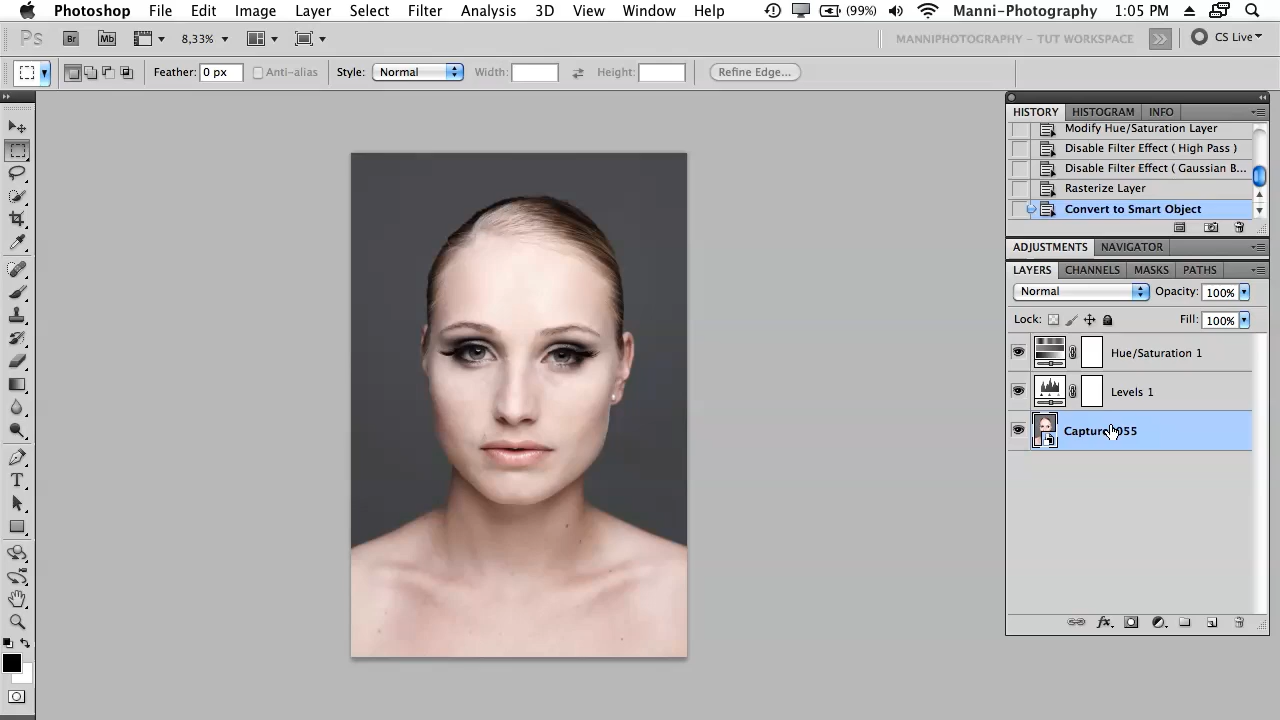 Photoshop File Edit Image Layer Select Filter Analysis 3D View Window Help (99%) Manni-Photography 1:05 PM
Ps Br Mb 8,33% MANNIPHOTOGRAPHY - TUT WORKSPACE CS Live
Feather: 0 px Anti-alias Style: Normal Width: Height: Refine Edge...
HISTORY HISTOGRAM INFO
Modify Hue/Saturation Layer
Disable Filter Effect ( High Pass )
Disable Filter Effect ( Gaussian B...
Rasterize Layer
Convert to Smart Object
ADJUSTMENTS NAVIGATOR
LAYERS CHANNELS MASKS PATHS
Normal Opacity: 100%
Lock: Fill: 100%
Hue/Saturation 1
Levels 1
T